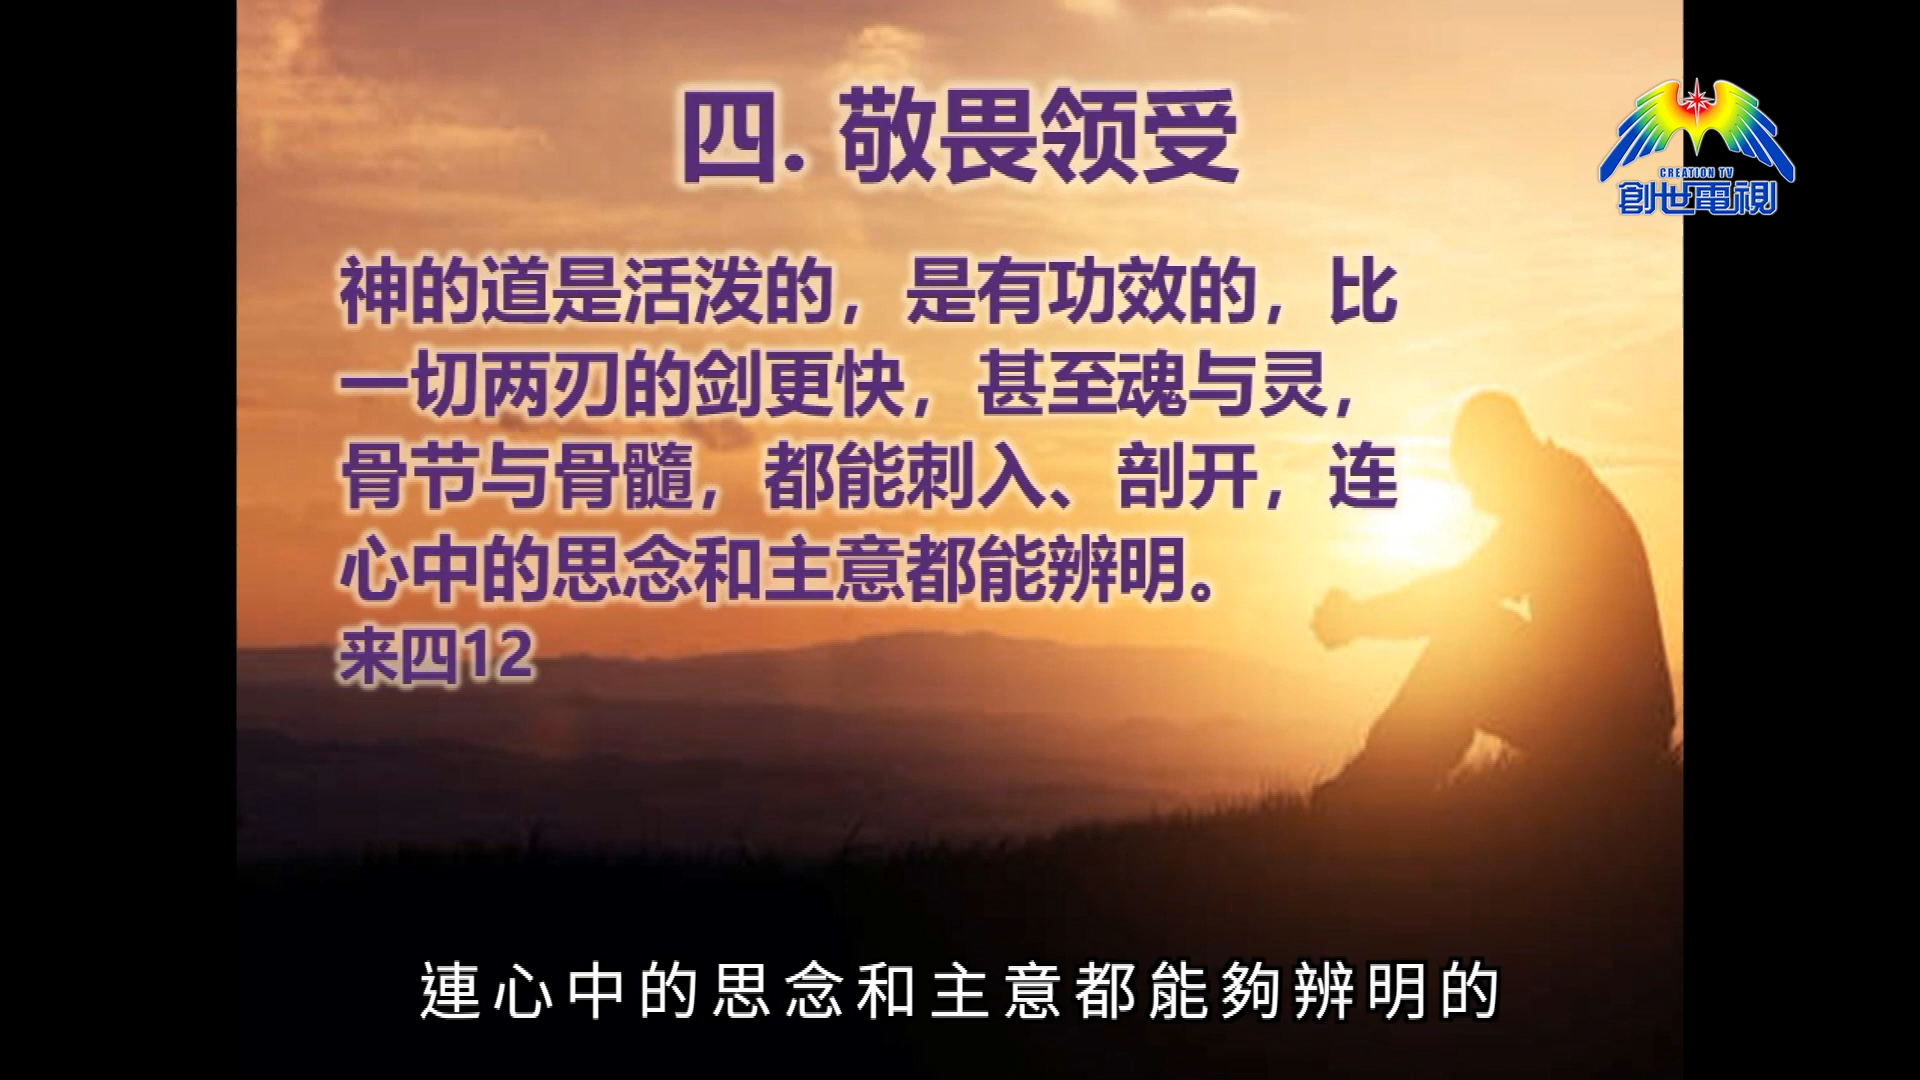 四. 敬畏领受
CREATION TV
創世電視
神的道是活泼的，是有功效的，比
一切两刃的剑更快，甚至魂与灵，
骨节与骨髓，都能刺入、剖开，连
心中的思念和主意都能辨明。
来四12
連心中的思念和主意都能夠辨明的